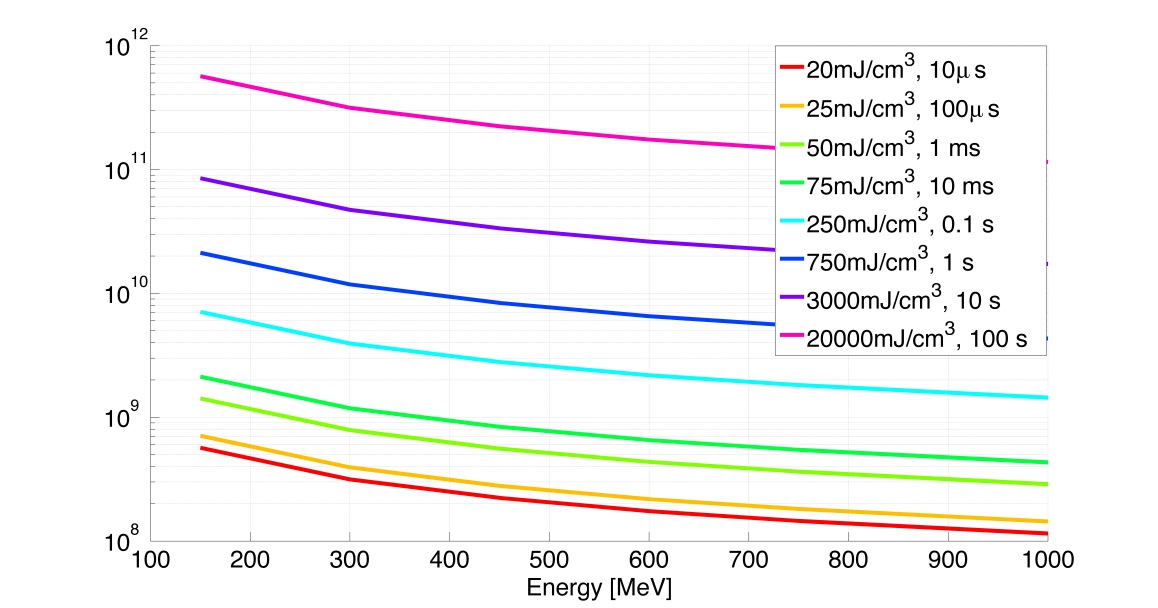 10^12
10^11
10^10
10^9
10^8
100 200 300 400 500 600 700 800 900 1000
Energy [MeV]
20mJ/cm^3, 10μs
25mJ/cm^3, 100μs
50mJ/cm^3, 1 ms
75mJ/cm^3, 10 ms
250mJ/cm^3, 0.1 s
750mJ/cm^3, 1 s
3000mJ/cm^3, 10 s
20000mJ/cm^3, 100 s